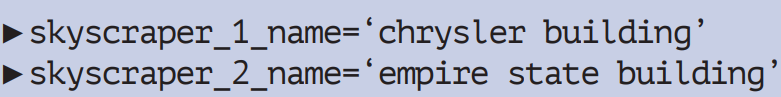 ▶skyscraper_1_name=‘chrysler building’
▶skyscraper_2_name=‘empire state building’